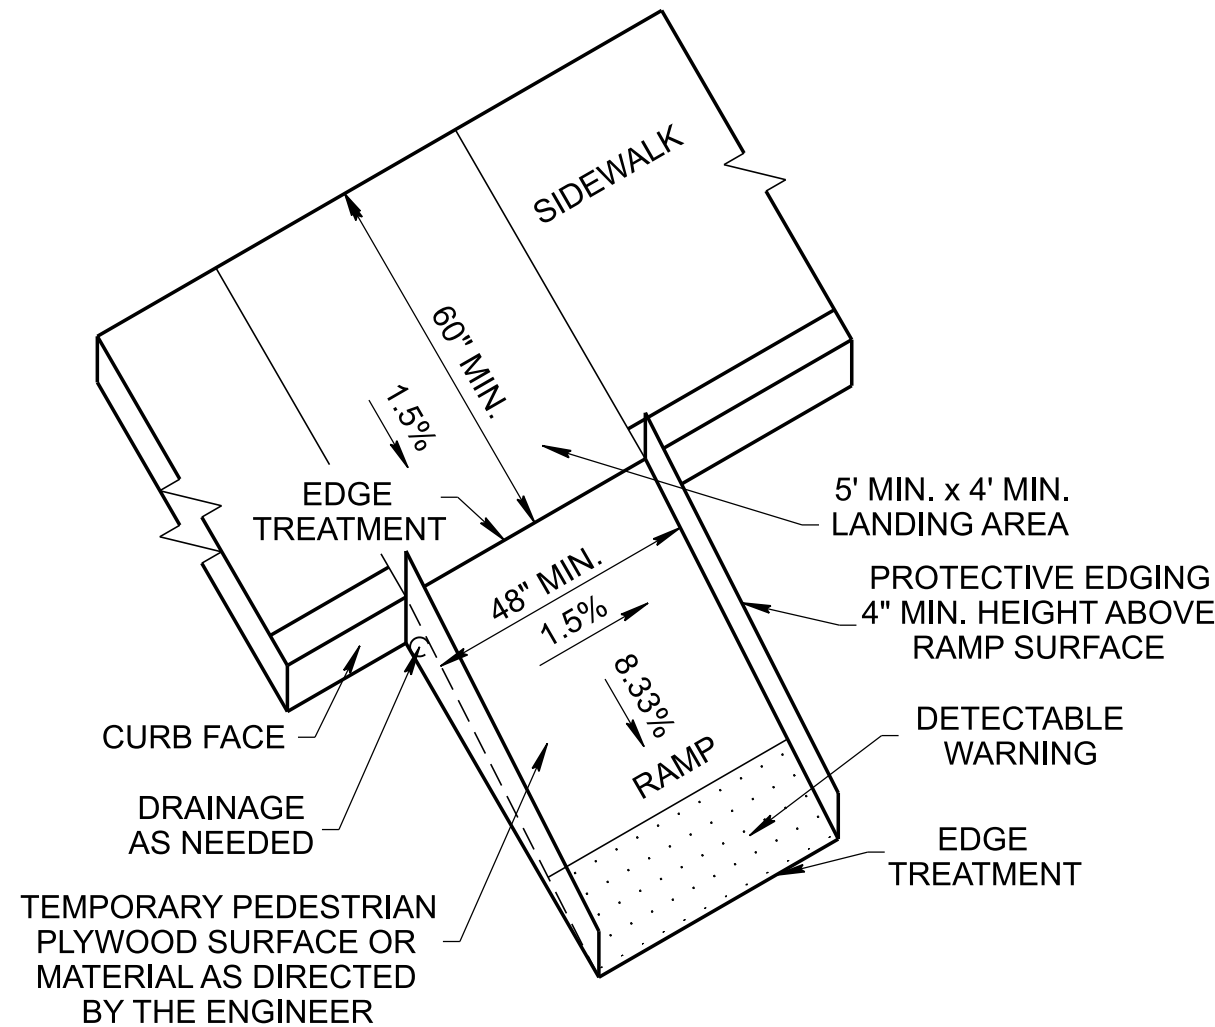 SIDEWALK
60" MIN.
1.5%
EDGE
TREATMENT
5' MIN. x 4' MIN.
LANDING AREA
48" MIN.
1.5%
PROTECTIVE EDGING
4" MIN. HEIGHT ABOVE
RAMP SURFACE
8.33%
RAMP
CURB FACE
DETECTABLE
WARNING
DRAINAGE
AS NEEDED
EDGE
TREATMENT
TEMPORARY PEDESTRIAN
PLYWOOD SURFACE OR
MATERIAL AS DIRECTED
BY THE ENGINEER